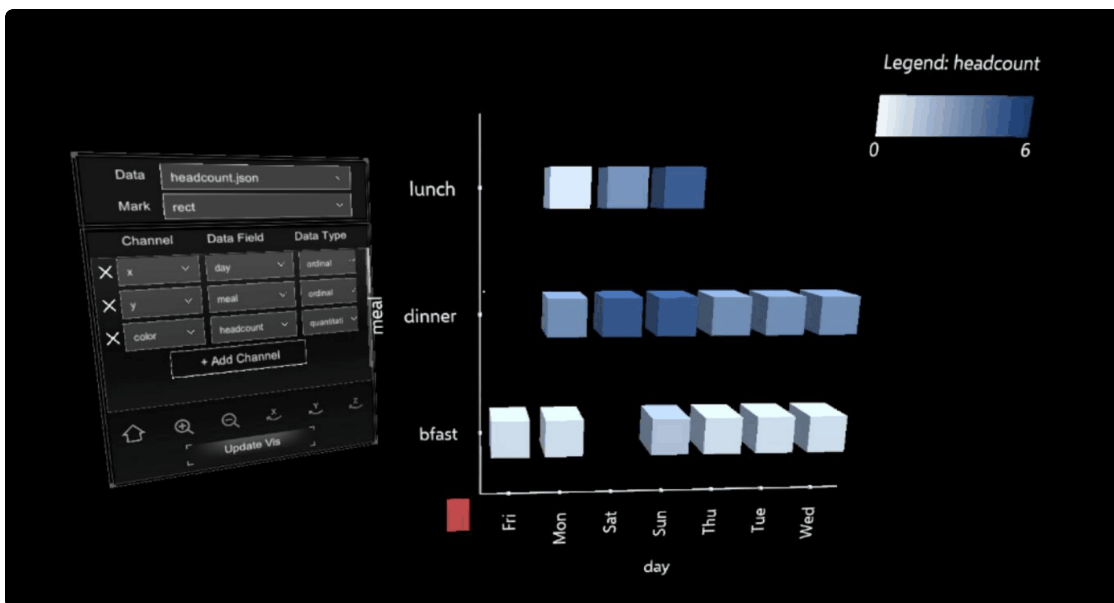 Legend: headcount
0 6
Data headcount.json
Mark rect
Channel Data Field Data Type
x day ordinal
y meal ordinal
color headcount quantitati
+ Add Channel
X Y Z
Update Vis
meal
lunch
dinner
bfast
Fri Mon Sat Sun Thu Tue Wed
day